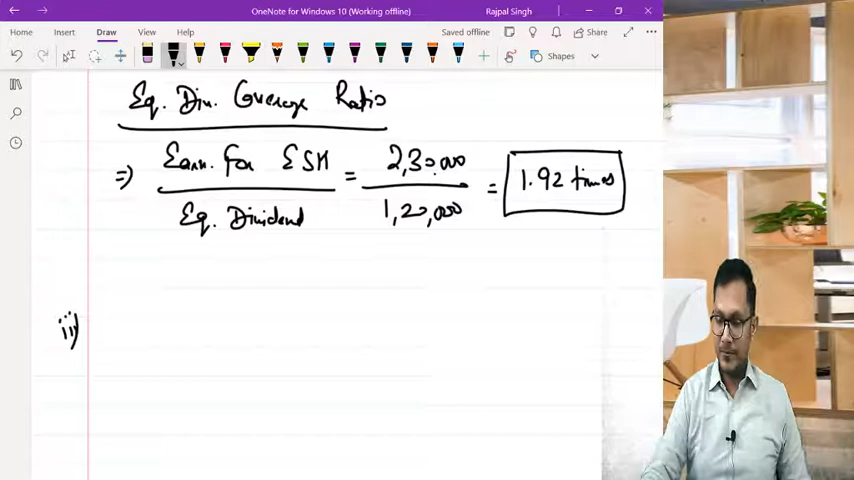 OneNote for Windows 10 (Working offline)
Rajpal Singh
Home Insert Draw View Help
Saved offline
Share
Shapes
Eq. Div. Coverage Ratio
⇒ Earn. For ESH / Eq. Dividend = 2,30,000 / 1,20,000 = 1.92 times
iii)